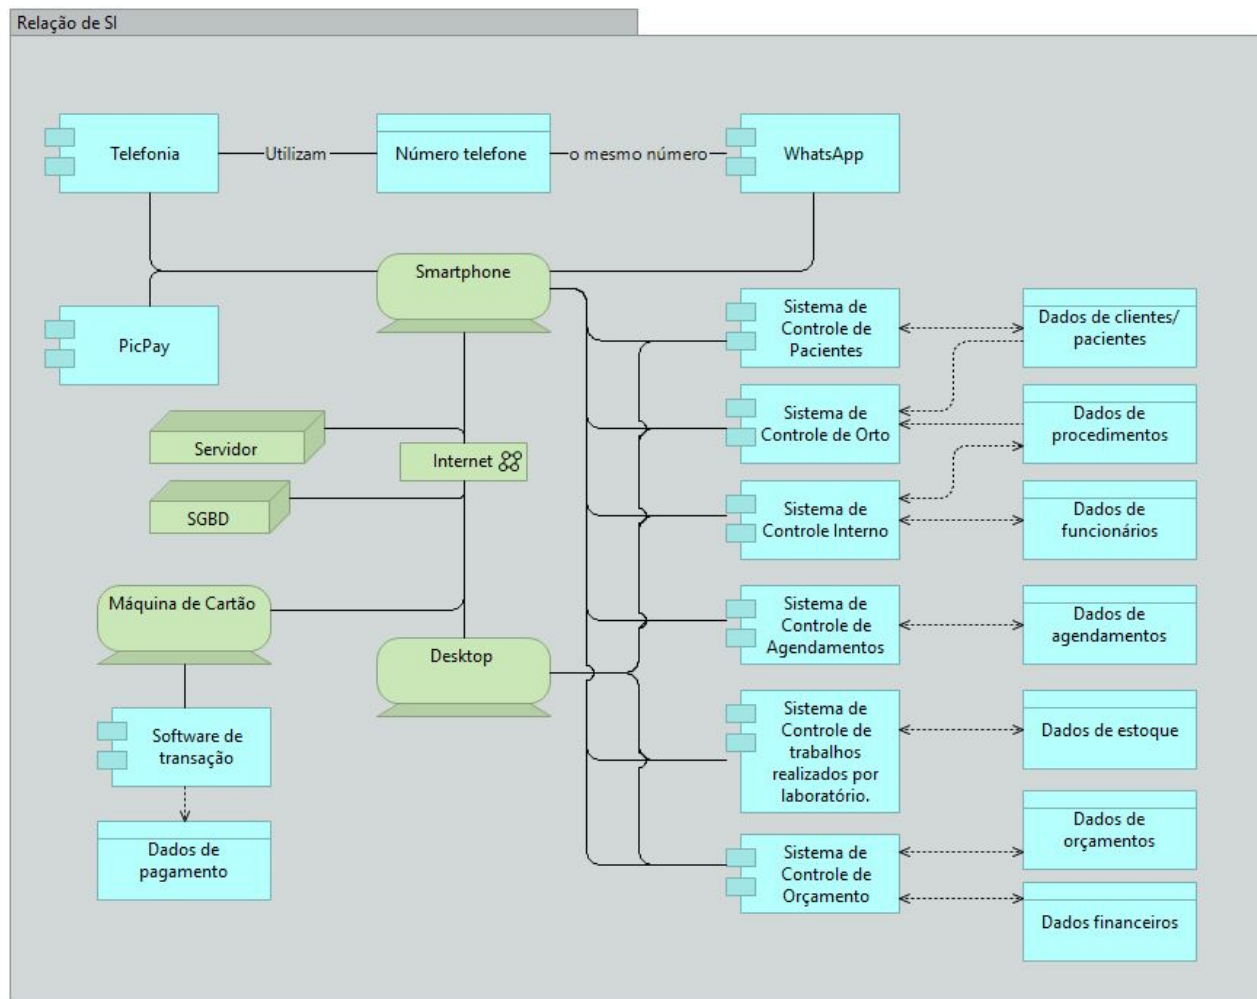 Relação de SI
Telefonia
Utilizam
Número telefone
o mesmo número
WhatsApp
Smartphone
PicPay
Sistema de
Controle de
Pacientes
Dados de clientes/
pacientes
Servidor
Internet
Sistema de
Controle de Orto
Dados de
procedimentos
SGBD
Sistema de
Controle Interno
Dados de
funcionários
Máquina de Cartão
Desktop
Sistema de
Controle de
Agendamentos
Dados de
agendamentos
Software de
transação
Sistema de
Controle de
trabalhos
realizados por
laboratório.
Dados de estoque
Dados de
pagamento
Dados de
orçamentos
Sistema de
Controle de
Orçamento
Dados financeiros